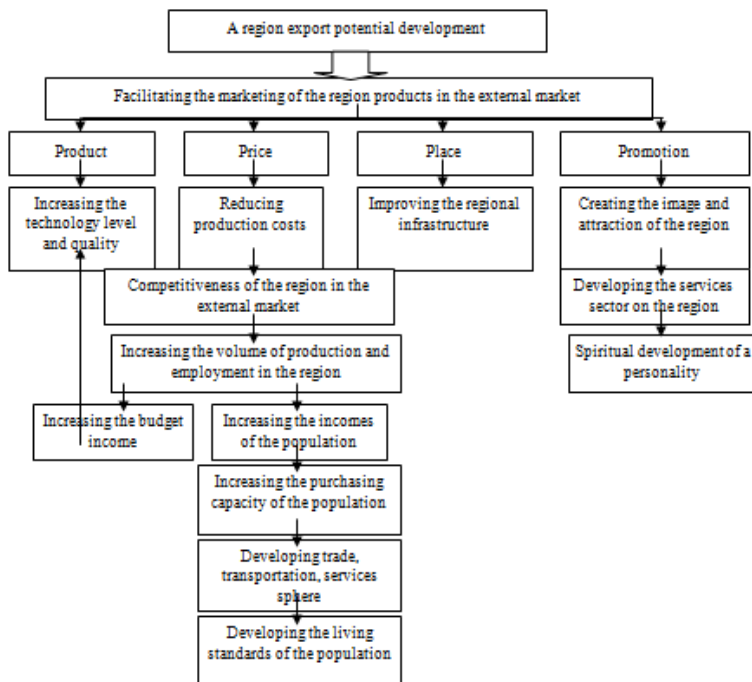 A region export potential development
Facilitating the marketing of the region products in the external market
Product
Price
Place
Promotion
Increasing the
technology level
and quality
Reducing
production costs
Improving the regional
infrastructure
Creating the image and
attraction of the region
Competitiveness of the region in the
external market
Developing the services
sector on the region
Increasing the volume of production and
employment in the region
Spiritual development of a
personality
Increasing the budget
income
Increasing the incomes
of the population
Increasing the purchasing
capacity of the population
Developing trade,
transportation, services
sphere
Developing the living
standards of the population